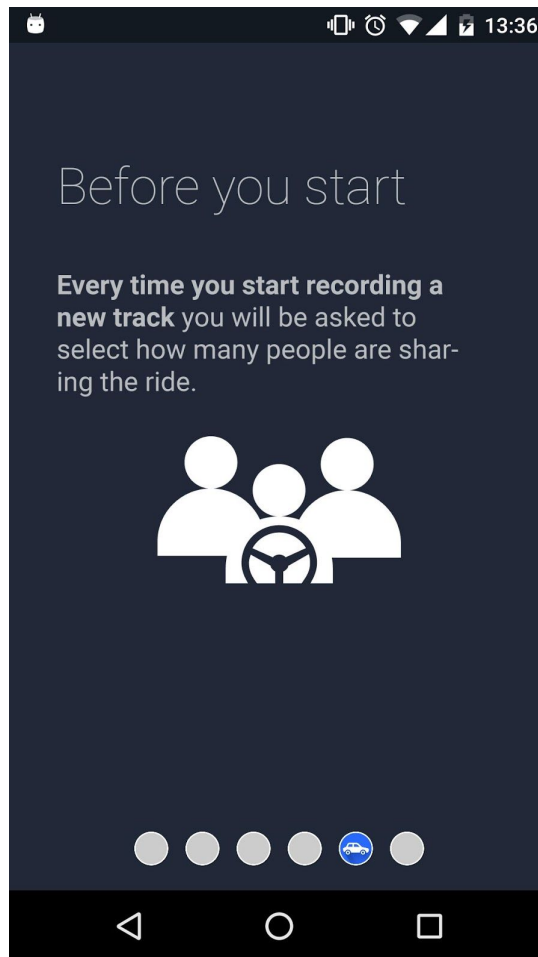 13:36
Before you start
Every time you start recording a
new track you will be asked to
select how many people are shar-
ing the ride.